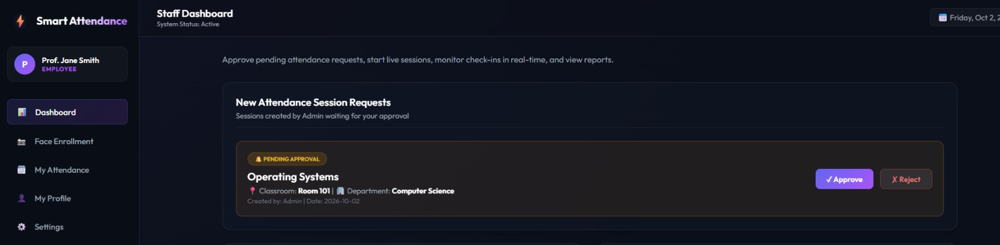 Smart Attendance
Staff Dashboard
System Status: Active
Friday, Oct 2, 2
P
Prof. Jane Smith
EMPLOYEE
Dashboard
Face Enrollment
My Attendance
My Profile
Settings
Approve pending attendance requests, start live sessions, monitor check-ins in real-time, and view reports.
New Attendance Session Requests
Sessions created by Admin waiting for your approval
PENDING APPROVAL
Operating Systems
Classroom: Room 101 | Department: Computer Science
Created by: Admin | Date: 2026-10-02
✓ Approve
✗ Reject